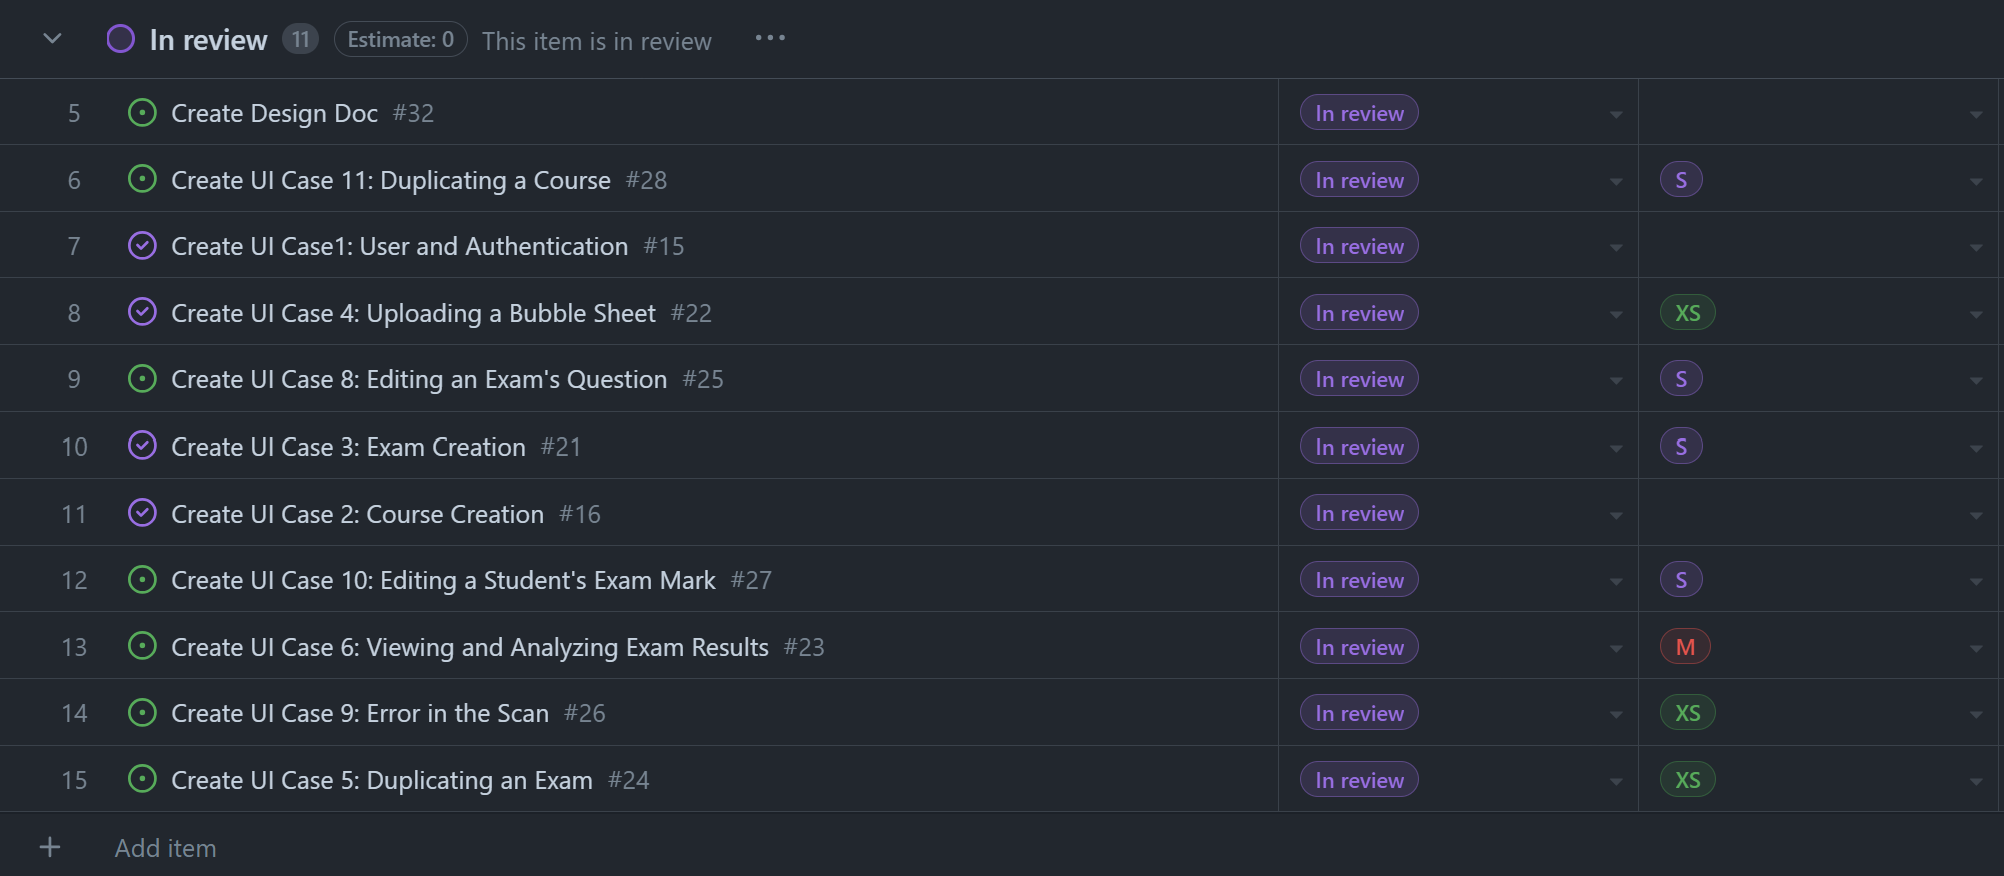 In review 11 Estimate: 0 This item is in review
5 Create Design Doc #32 In review
6 Create UI Case 11: Duplicating a Course #28 In review S
7 Create UI Case1: User and Authentication #15 In review
8 Create UI Case 4: Uploading a Bubble Sheet #22 In review XS
9 Create UI Case 8: Editing an Exam's Question #25 In review S
10 Create UI Case 3: Exam Creation #21 In review S
11 Create UI Case 2: Course Creation #16 In review
12 Create UI Case 10: Editing a Student's Exam Mark #27 In review S
13 Create UI Case 6: Viewing and Analyzing Exam Results #23 In review M
14 Create UI Case 9: Error in the Scan #26 In review XS
15 Create UI Case 5: Duplicating an Exam #24 In review XS
Add item